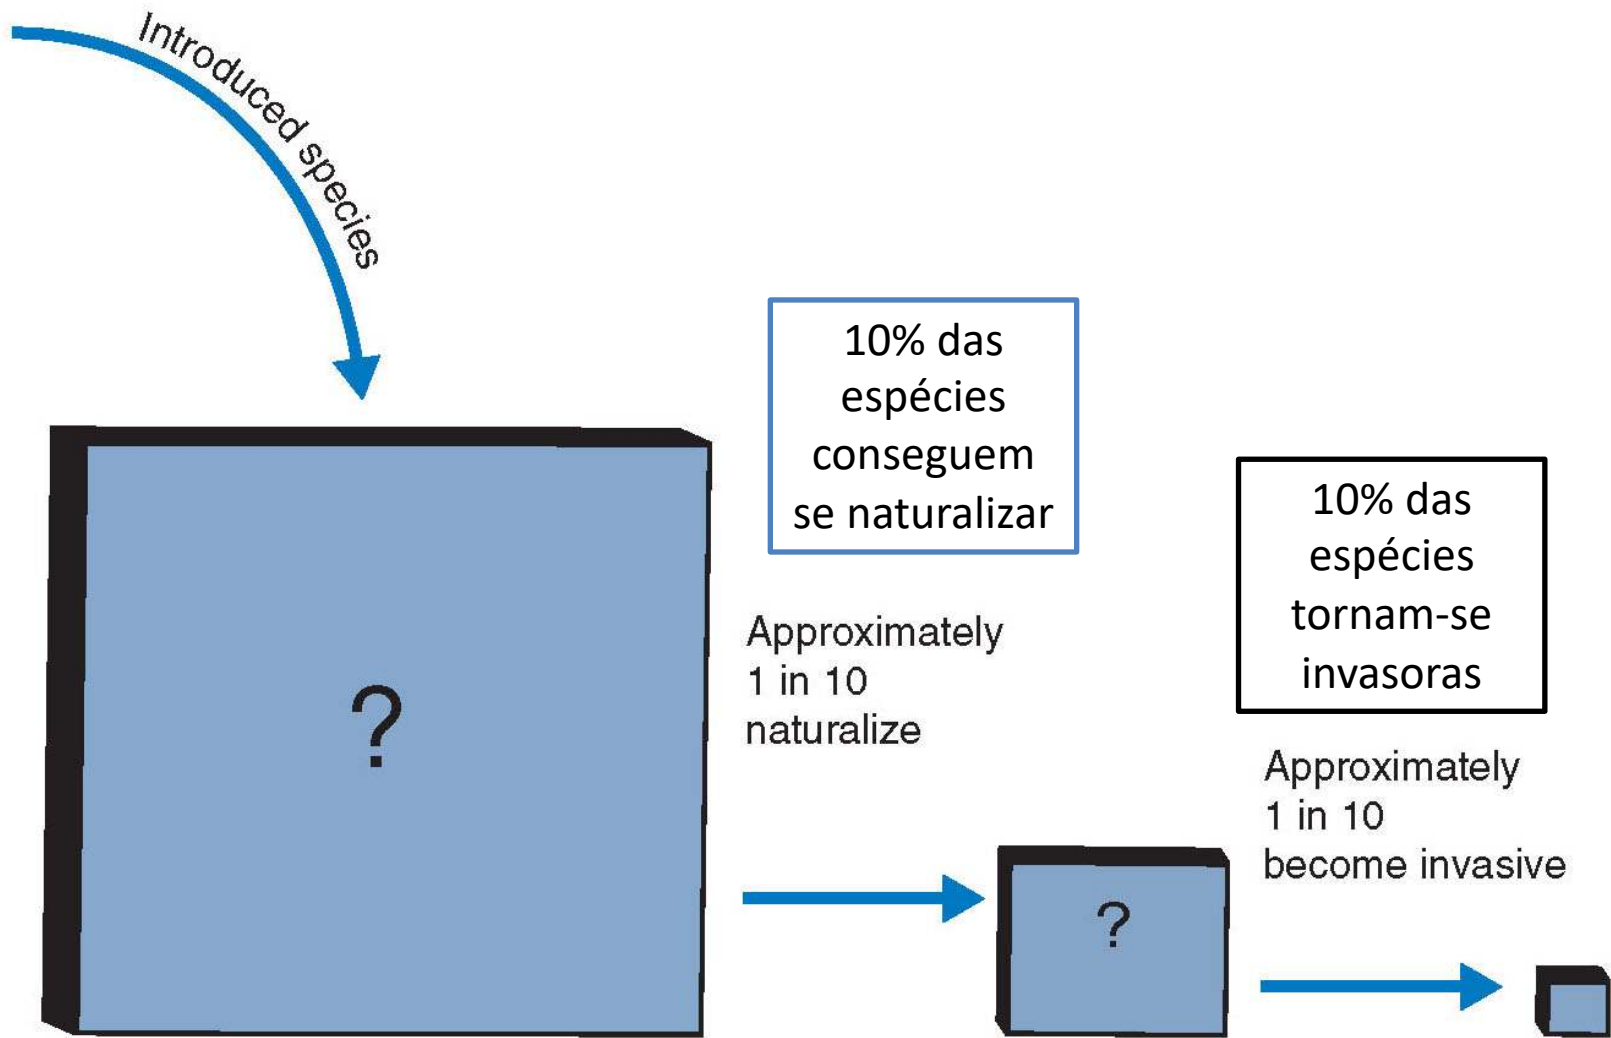 Introduced species
10% das
espécies
conseguem
se naturalizar
10% das
espécies
tornam-se
invasoras
Approximately
1 in 10
naturalize
Approximately
1 in 10
become invasive
?
?